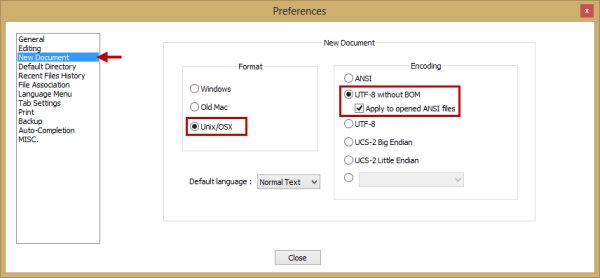 Preferences
x
General
Editing
New Document
Default Directory
Recent Files History
File Association
Language Menu
Tab Settings
Print
Backup
Auto-Completion
MISC.
New Document
Format
Windows
Old Mac
Unix/OSX
Default language :
Normal Text
Encoding
ANSI
UTF-8 without BOM
Apply to opened ANSI files
UTF-8
UCS-2 Big Endian
UCS-2 Little Endian
Close